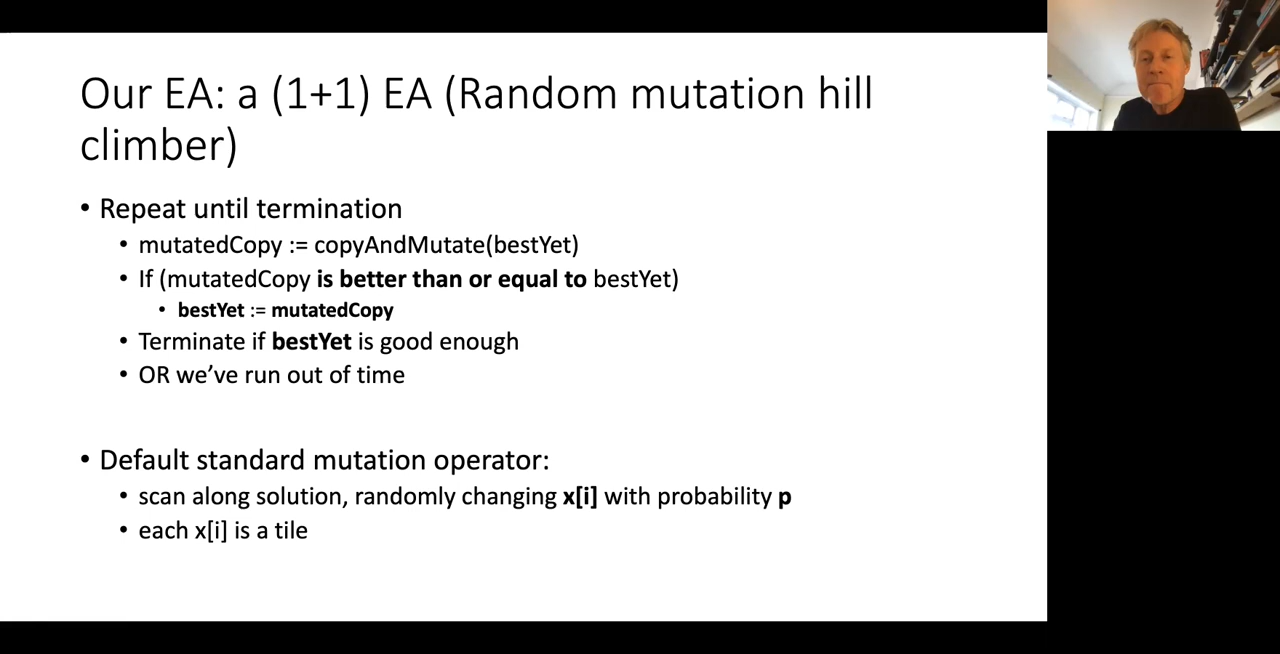 Our EA: a (1+1) EA (Random mutation hill
climber)
• Repeat until termination
• mutatedCopy := copyAndMutate(bestYet)
• If (mutatedCopy is better than or equal to bestYet)
• bestYet := mutatedCopy
• Terminate if bestYet is good enough
• OR we’ve run out of time
• Default standard mutation operator:
• scan along solution, randomly changing x[i] with probability p
• each x[i] is a tile